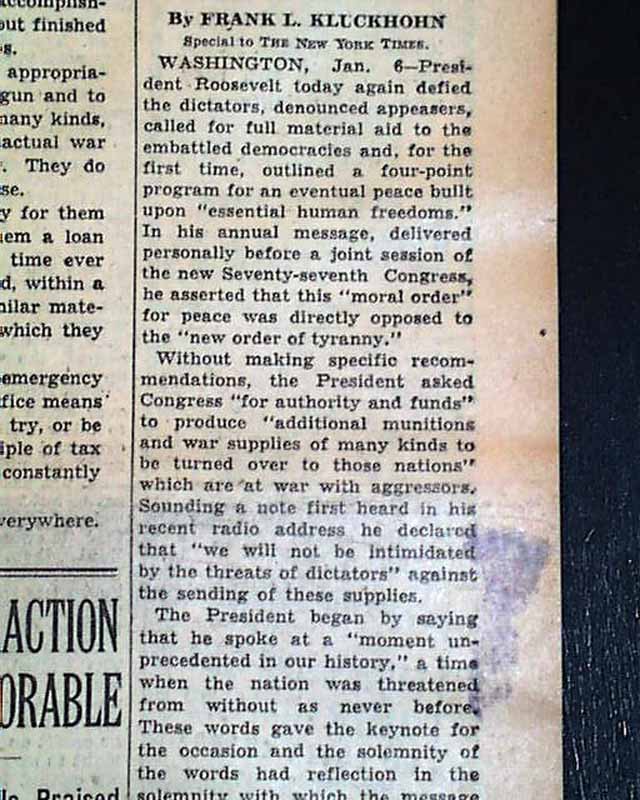 accomplish-
out finished
s.
appropria-
gun and to
many kinds,
actual war
They do
se.
y for them
em a loan
time ever
d, within a
milar mate-
which they
emergency
fice means
try, or be
iple of tax
constantly
verywhere.
ACTION
ORABLE
Praised
By FRANK L. KLUCKHOHN
Special to THE NEW YORK TIMES.
WASHINGTON, Jan. 6—Presi-
dent Roosevelt today again defied
the dictators, denounced appeasers,
called for full material aid to the
embattled democracies and, for the
first time, outlined a four-point
program for an eventual peace built
upon "essential human freedoms."
In his annual message, delivered
personally before a joint session of
the new Seventy-seventh Congress,
he asserted that this "moral order"
for peace was directly opposed to
the "new order of tyranny."
Without making specific recom-
mendations, the President asked
Congress "for authority and funds"
to produce "additional munitions
and war supplies of many kinds to
be turned over to those nations"
which are at war with aggressors.
Sounding a note first heard in his
recent radio address he declared
that "we will not be intimidated
by the threats of dictators" against
the sending of these supplies.
The President began by saying
that he spoke at a "moment un-
precedented in our history," a time
when the nation was threatened
from without as never before.
These words gave the keynote for
the occasion and the solemnity of
the words had reflection in the
solemnity with which the message